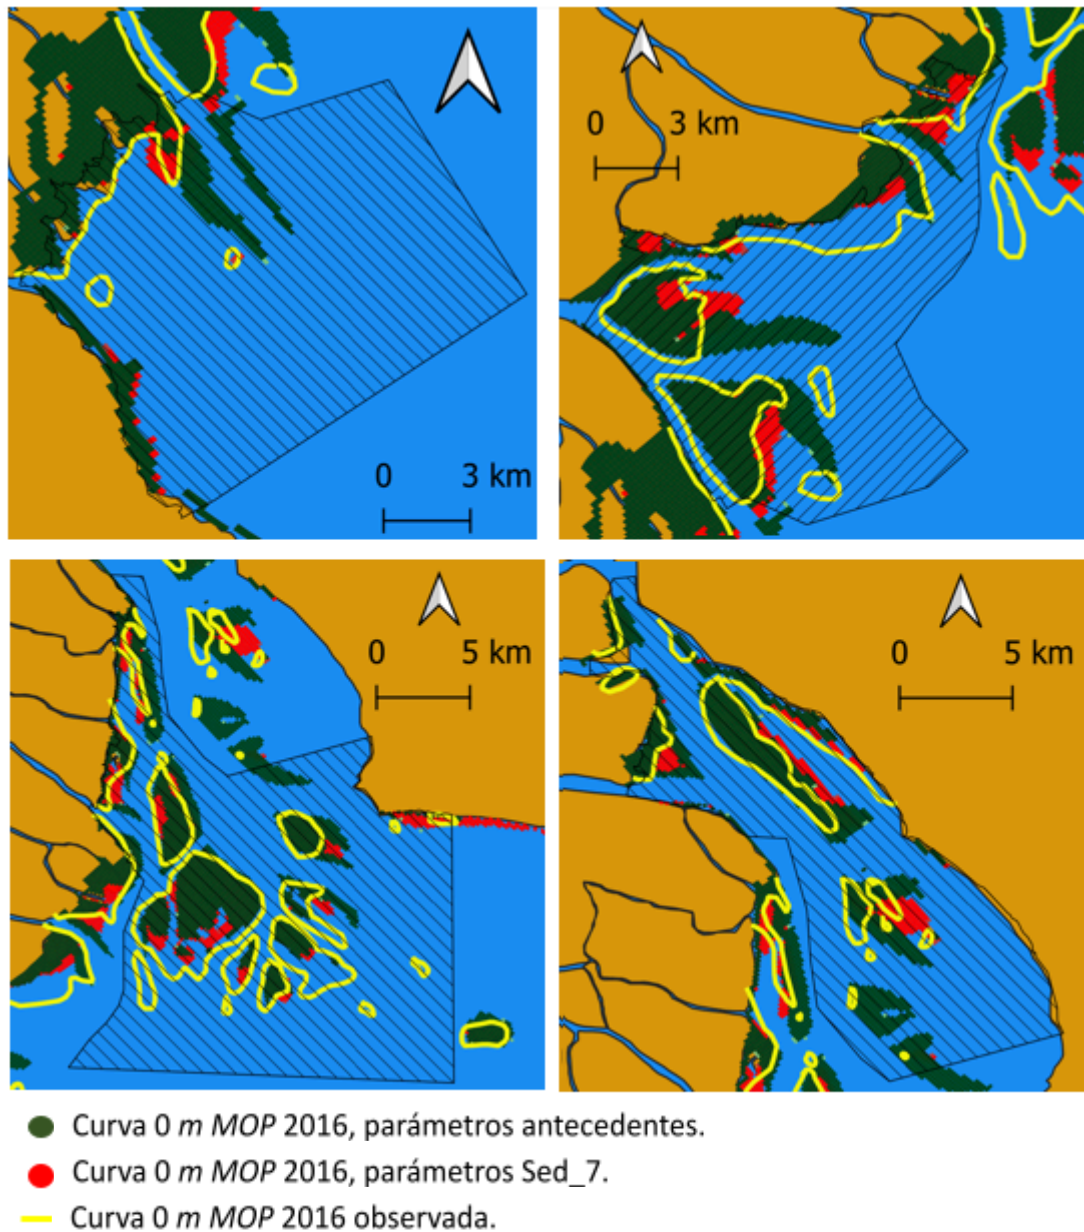 0 3 km
0 3 km
0 5 km
0 5 km
Curva 0 m MOP 2016, parámetros antecedentes.
Curva 0 m MOP 2016, parámetros Sed_7.
Curva 0 m MOP 2016 observada.